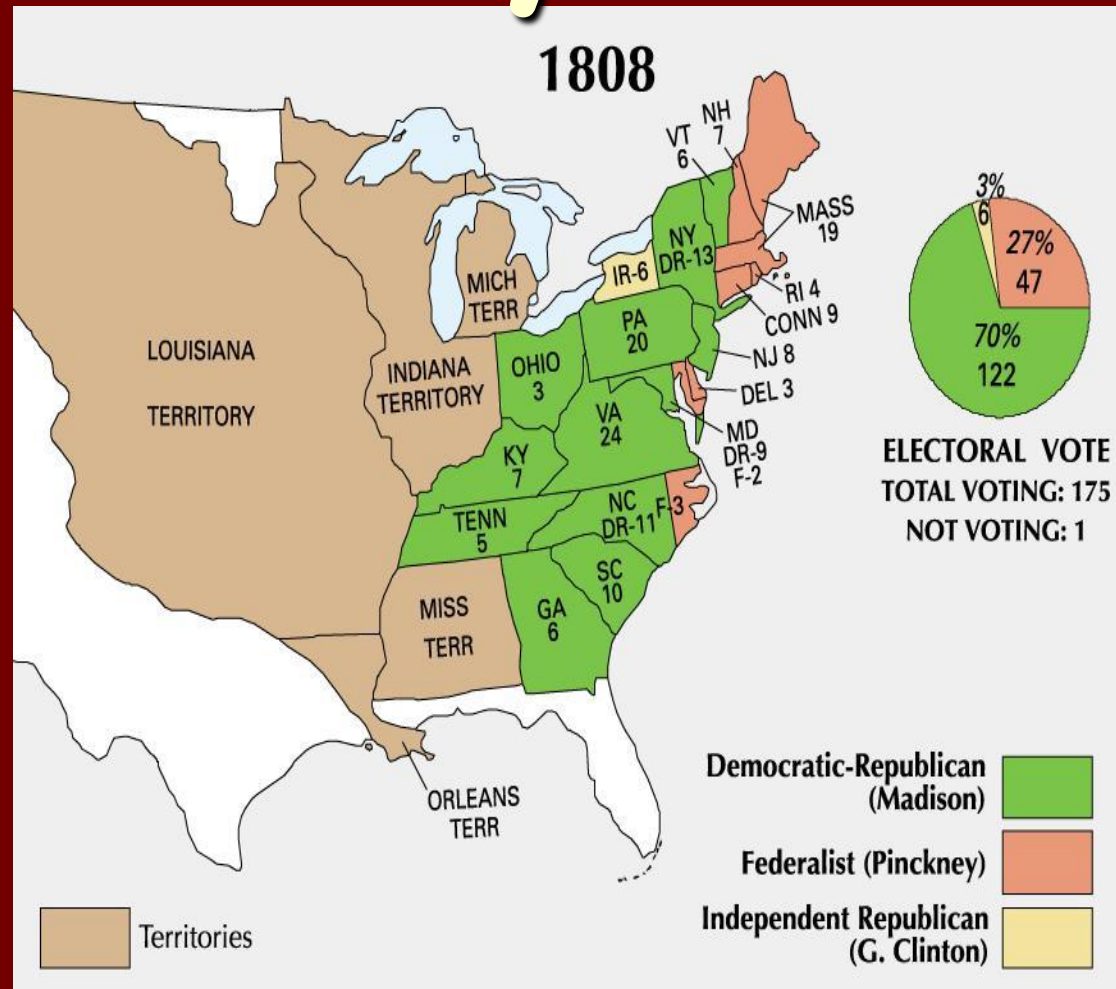 1808
NH
7
VT
6
MASS
19
NY
DR-13
IR-6
RI 4
CONN 9
MICH
TERR
PA
20
NJ 8
OHIO
3
DEL 3
LOUISIANA
TERRITORY
INDIANA
TERRITORY
VA
24
MD
DR-9
F-2
KY
7
TENN
5
NC
DR-11
F-3
SC
10
MISS
TERR
GA
6
ORLEANS
TERR
3%
6
27%
47
70%
122
ELECTORAL VOTE
TOTAL VOTING: 175
NOT VOTING: 1
Democratic-Republican
(Madison)
Federalist (Pinckney)
Independent Republican
(G. Clinton)
Territories